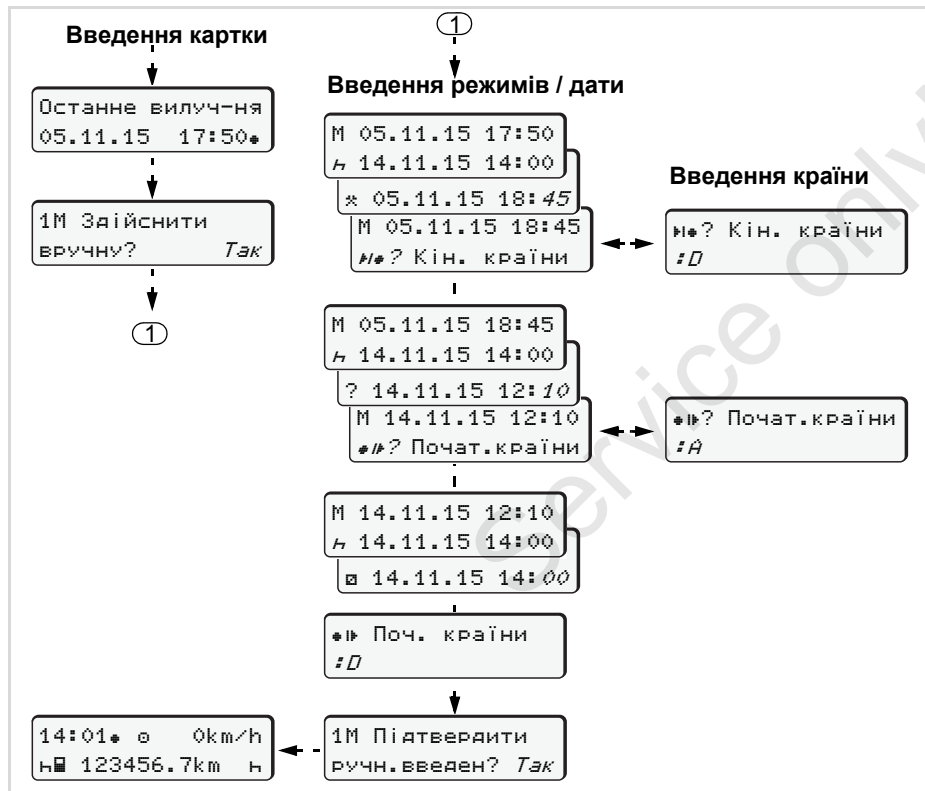 Введення картки
Останне вилуч-ня
05.11.15 17:50
1M Здійснити
вручну? Так
1
1
Введення режимів / дати
M 05.11.15 17:50
14.11.15 14:00
05.11.15 18:45
M 05.11.15 18:45
? Кін. країни
Введення країни
? Кін. країни
:D
M 05.11.15 18:45
14.11.15 14:00
? 14.11.15 12:10
M 14.11.15 12:10
? Почат.країни
? Почат.країни
:A
M 14.11.15 12:10
14.11.15 14:00
14.11.15 14:00
Поч. країни
:D
1M Підтвердити
ручн.введен? Так
14:01 0km/h
123456.7km
Service only